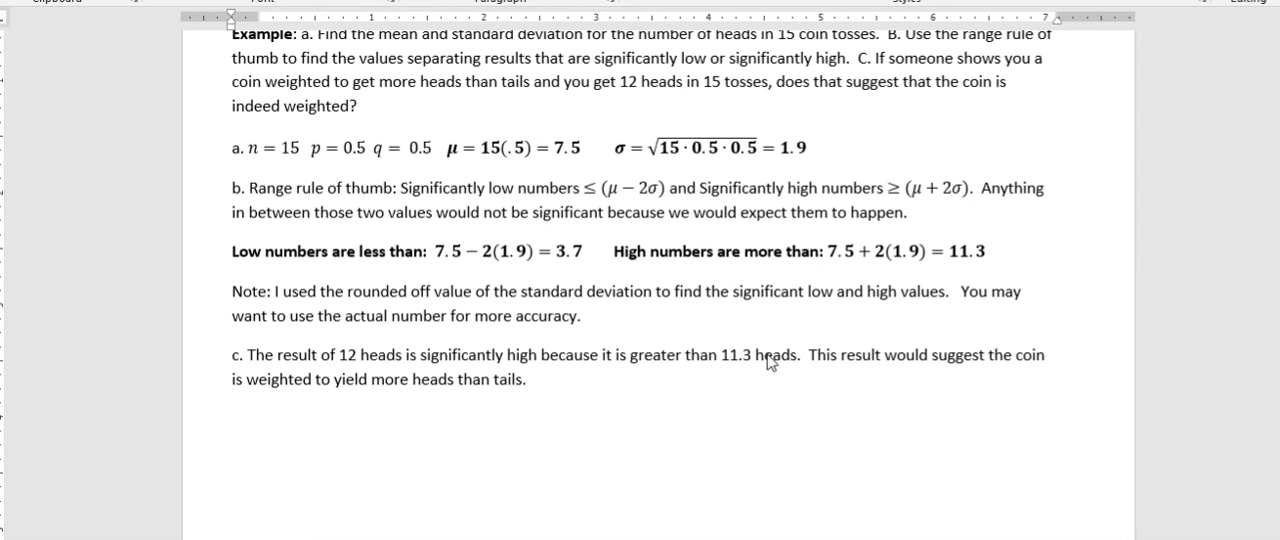 1 2 3 4 5 6 7
Example: a. Find the mean and standard deviation for the number of heads in 15 coin tosses. B. Use the range rule of
thumb to find the values separating results that are significantly low or significantly high. C. If someone shows you a
coin weighted to get more heads than tails and you get 12 heads in 15 tosses, does that suggest that the coin is
indeed weighted?
a. n = 15 p = 0.5 q = 0.5 μ = 15(.5) = 7.5 σ = √15 · 0.5 · 0.5 = 1.9
b. Range rule of thumb: Significantly low numbers ≤ (μ − 2σ) and Significantly high numbers ≥ (μ + 2σ). Anything
in between those two values would not be significant because we would expect them to happen.
Low numbers are less than: 7.5 − 2(1.9) = 3.7 High numbers are more than: 7.5 + 2(1.9) = 11.3
Note: I used the rounded off value of the standard deviation to find the significant low and high values. You may
want to use the actual number for more accuracy.
c. The result of 12 heads is significantly high because it is greater than 11.3 heads. This result would suggest the coin
is weighted to yield more heads than tails.